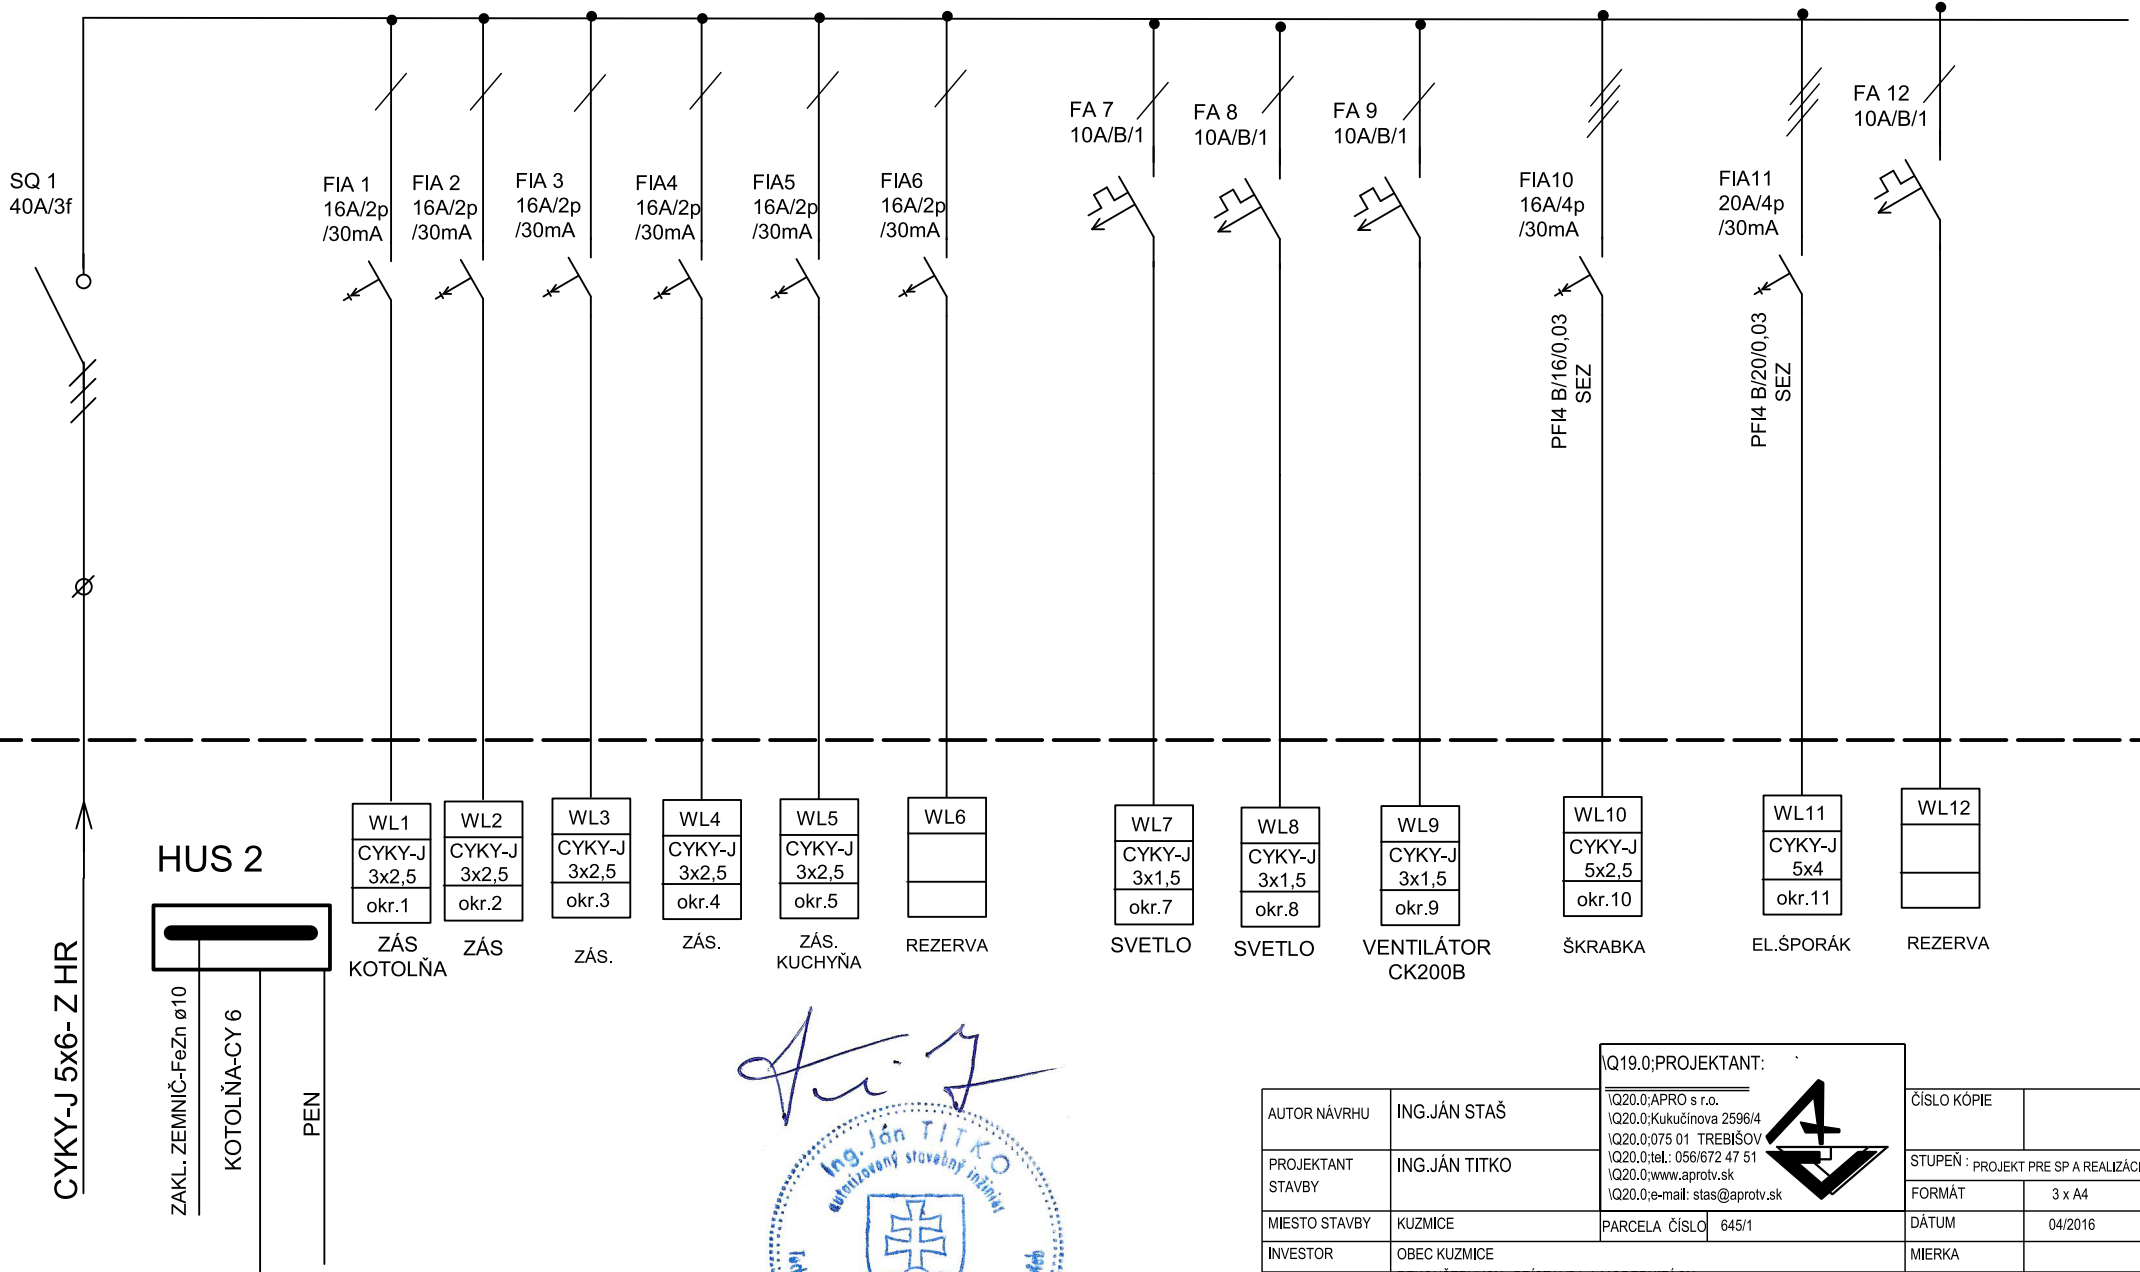 SQ 1
40A/3f
FIA 1
16A/2p
/30mA
FIA 2
16A/2p
/30mA
FIA 3
16A/2p
/30mA
FIA4
16A/2p
/30mA
FIA5
16A/2p
/30mA
FIA6
16A/2p
/30mA
FA 7
10A/B/1
FA 8
10A/B/1
FA 9
10A/B/1
FIA10
16A/4p
/30mA
PFI4 B/16/0,03
SEZ
FIA11
20A/4p
/30mA
PFI4 B/20/0,03
SEZ
FA 12
10A/B/1
CYKY-J 5x6- Z HR
HUS 2
ZAKL. ZEMNIČ-FeZn ø10
KOTOLŇA-CY 6
PEN
WL1
CYKY-J
3x2,5
okr.1
ZÁS
KOTOLŇA
WL2
CYKY-J
3x2,5
okr.2
ZÁS
WL3
CYKY-J
3x2,5
okr.3
ZÁS.
WL4
CYKY-J
3x2,5
okr.4
ZÁS.
WL5
CYKY-J
3x2,5
okr.5
ZÁS.
KUCHYŇA
WL6
REZERVA
WL7
CYKY-J
3x1,5
okr.7
SVETLO
WL8
CYKY-J
3x1,5
okr.8
SVETLO
WL9
CYKY-J
3x1,5
okr.9
VENTILÁTOR
CK200B
WL10
CYKY-J
5x2,5
okr.10
ŠKRABKA
WL11
CYKY-J
5x4
okr.11
EL.ŚPORÁK
WL12
REZERVA
Ing. Ján TITKO
autorizovaný stavebný inžinier
AUTOR NÁVRHU
ING.JÁN STAŠ
PROJEKTANT
STAVBY
ING.JÁN TITKO
MIESTO STAVBY
KUZMICE
PARCELA ČÍSLO
645/1
INVESTOR
OBEC KUZMICE
\Q19.0;PROJEKTANT:
\Q20.0;APRO s r.o.
\Q20.0;Kukučínova 2596/4
\Q20.0;075 01 TREBIŠOV
\Q20.0;tel.: 056/672 47 51
\Q20.0;www.aprotv.sk
\Q20.0;e-mail: stas@aprotv.sk
ČÍSLO KÓPIE
STUPEŇ : PROJEKT PRE SP A REALIZÁCI
FORMÁT
3 x A4
DÁTUM
04/2016
MIERKA